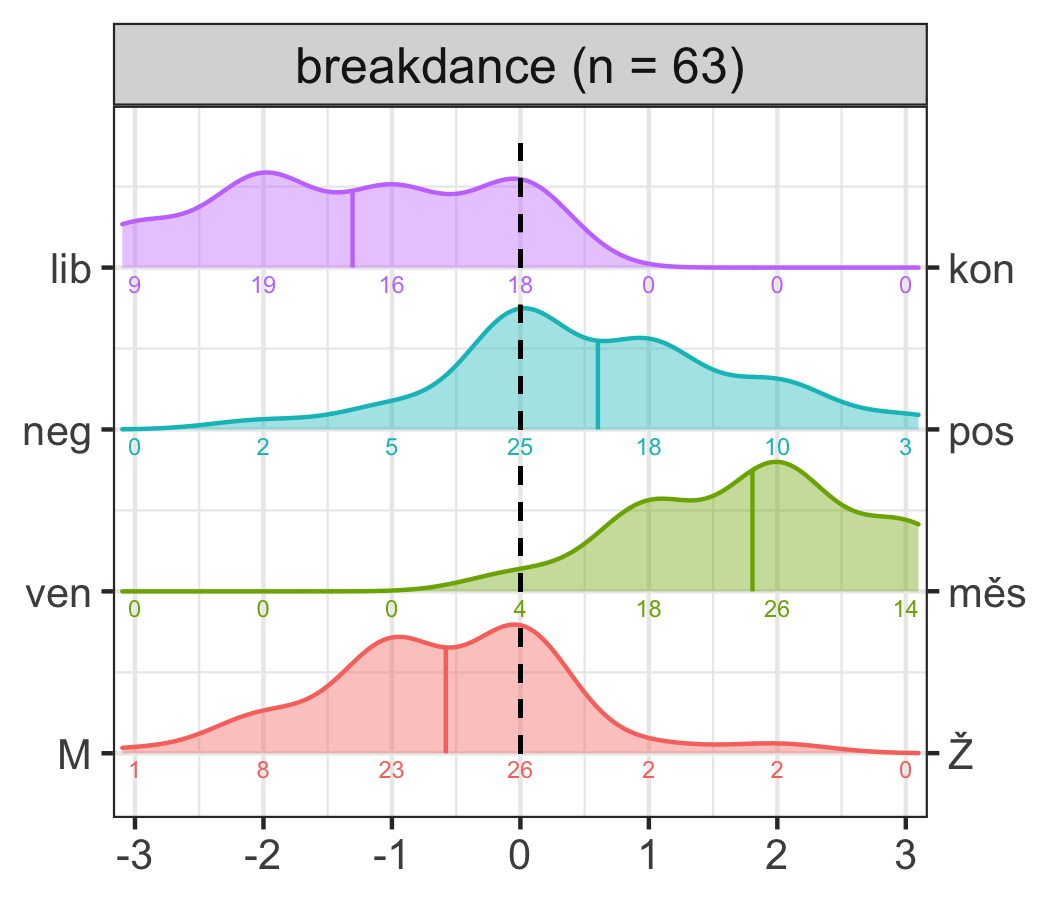 breakdance (n = 63)
lib kon
9 19 16 18 0 0 0
neg pos
0 2 5 25 18 10 3
ven měs
0 0 0 4 18 26 14
M Ž
1 8 23 26 2 2 0
-3 -2 -1 0 1 2 3